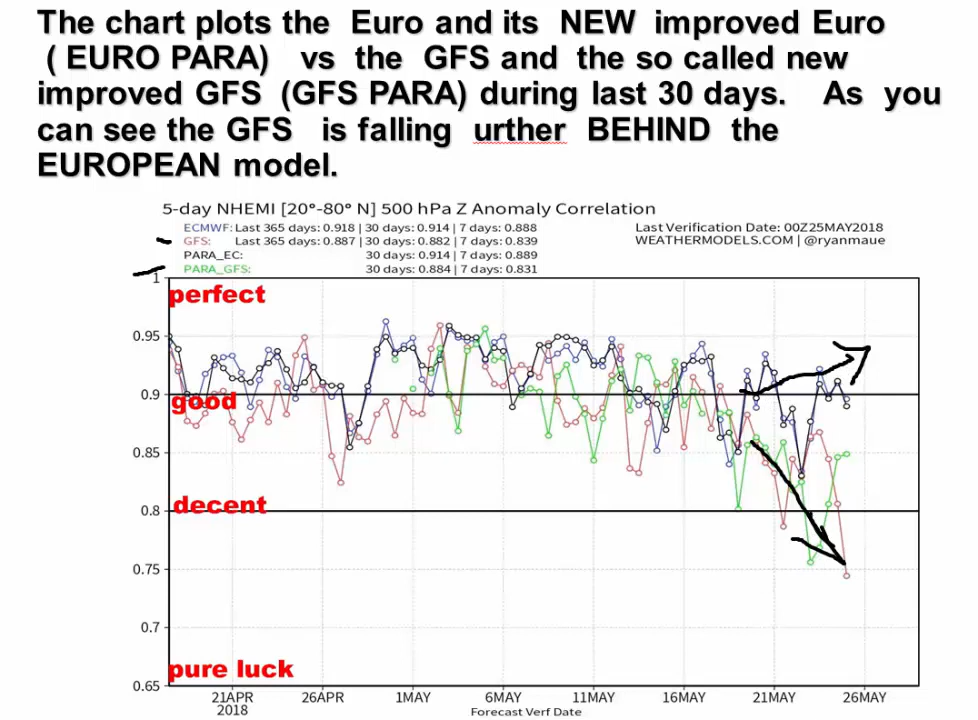 The chart plots the Euro and its NEW improved Euro
( EURO PARA) vs the GFS and the so called new
improved GFS (GFS PARA) during last 30 days. As you
can see the GFS is falling urther BEHIND the
EUROPEAN model.
5-day NHEMI [20°-80° N] 500 hPa Z Anomaly Correlation
ECMWF: Last 365 days: 0.918 | 30 days: 0.914 | 7 days: 0.888
GFS: Last 365 days: 0.887 | 30 days: 0.882 | 7 days: 0.839
PARA_EC: 30 days: 0.914 | 7 days: 0.889
PARA_GFS: 30 days: 0.884 | 7 days: 0.831
Last Verification Date: 00Z25MAY2018
WEATHERMODELS.COM | @ryanmaue
1
perfect
0.95
0.9
good
0.85
decent
0.8
0.75
0.7
pure luck
0.65
21APR 26APR 1MAY 6MAY 11MAY 16MAY 21MAY 26MAY
2018
Forecast Verf Date